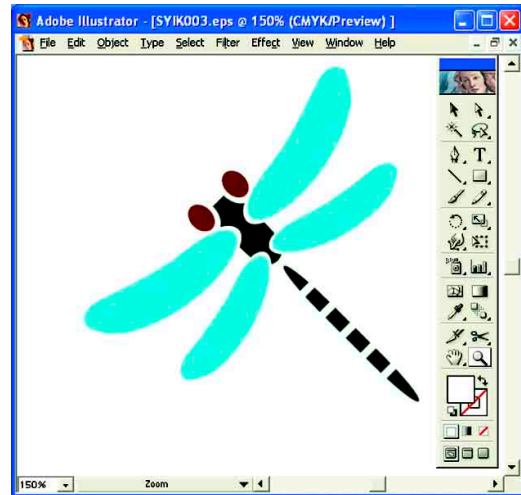 Adobe Illustrator - [SYIK003.eps @ 150% (CMYK/Preview) ]
File Edit Object Type Select Filter Effect View Window Help
T
150% Zoom